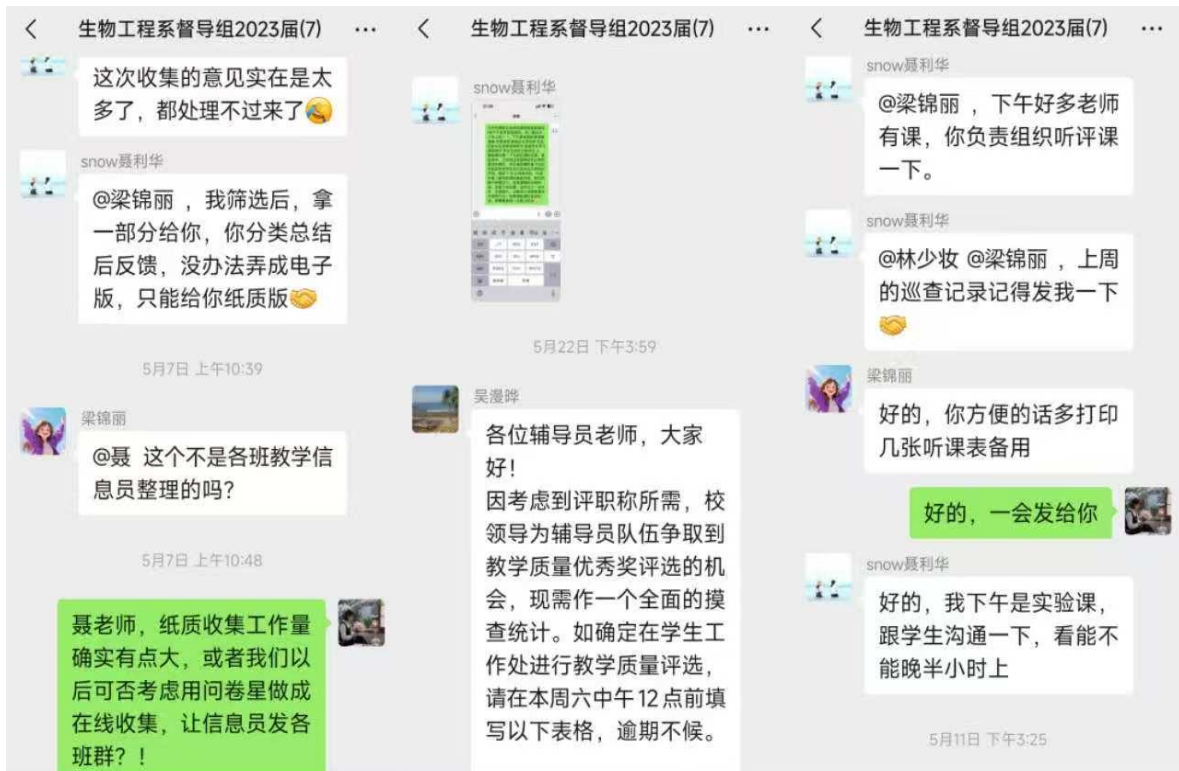 生物工程系督导组2023届(7)
这次收集的意见实在是太
多了，都处理不过来了
snow聂利华
@梁锦丽 ，我筛选后，拿
一部分给你，你分类总结
后反馈，没办法弄成电子
版，只能给你纸质版
5月7日 上午10:39
梁锦丽
@聂 这个不是各班教学信
息员整理的吗?
5月7日 上午10:48
聂老师，纸质收集工作量
确实有点大，或者我们以
后可否考虑用问卷星做成
在线收集，让信息员发各
班群？！
生物工程系督导组2023届(7)
snow聂利华
5月22日 下午3:59
吴漫晔
各位辅导员老师，大家
好！
因考虑到评职称所需，校
领导为辅导员队伍争取到
教学质量优秀奖评选的机
会，现需作一个全面的摸
查统计。如确定在学生工
作处进行教学质量评选，
请在本周六中午12点前填
写以下表格，逾期不候。
生物工程系督导组2023届(7)
snow聂利华
@梁锦丽 ，下午好多老师
有课，你负责组织听评课
一下。
snow聂利华
@林少妆 @梁锦丽 ，上周
的巡查记录记得发我一下
梁锦丽
好的，你方便的话多打印
几张听课表备用
好的，一会发给你
snow聂利华
好的，我下午是实验课，
跟学生沟通一下，看能不
能晚半小时上
5月11日 下午3:25